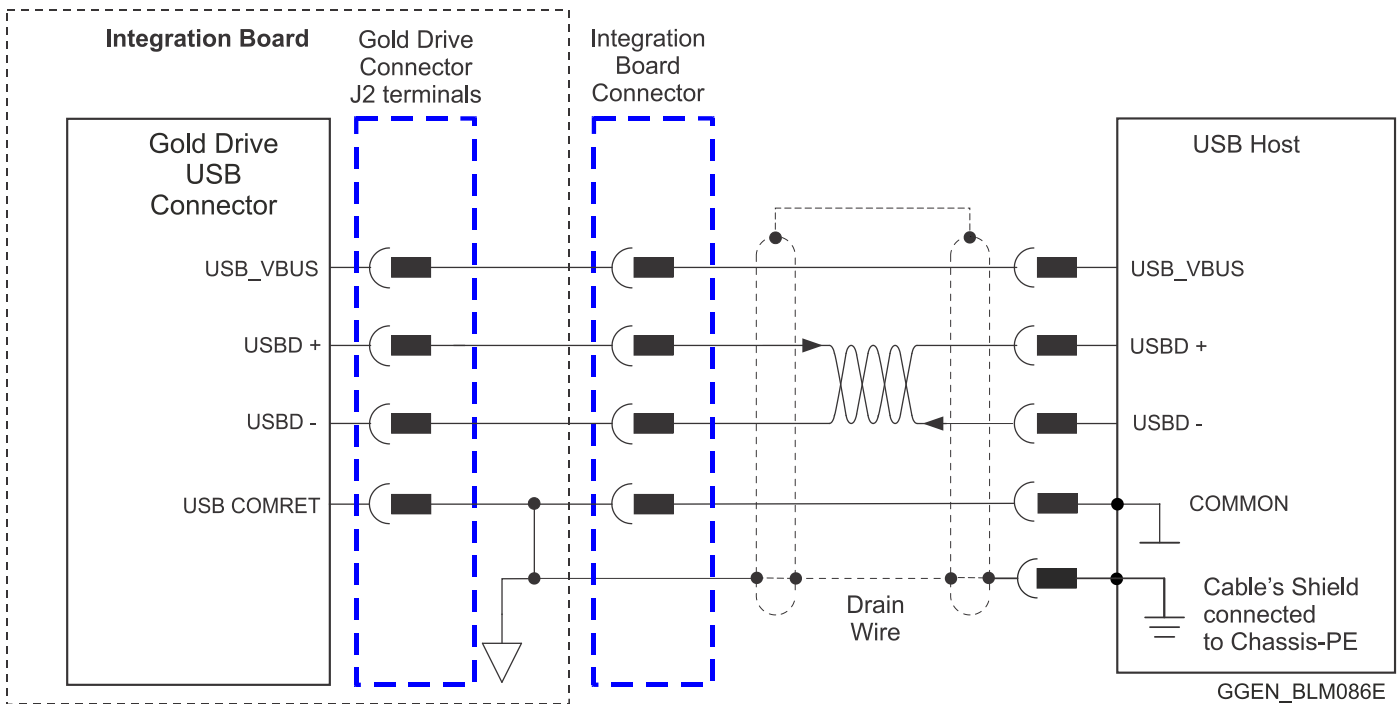 Integration Board
Gold Drive
Connector
J2 terminals
Integration
Board
Connector
Gold Drive
USB
Connector
USB Host
USB_VBUS
USB_VBUS
USBD +
USBD +
USBD -
USBD -
USB COMRET
COMMON
Drain
Wire
Cable's Shield
connected
to Chassis-PE
GGEN_BLM086E